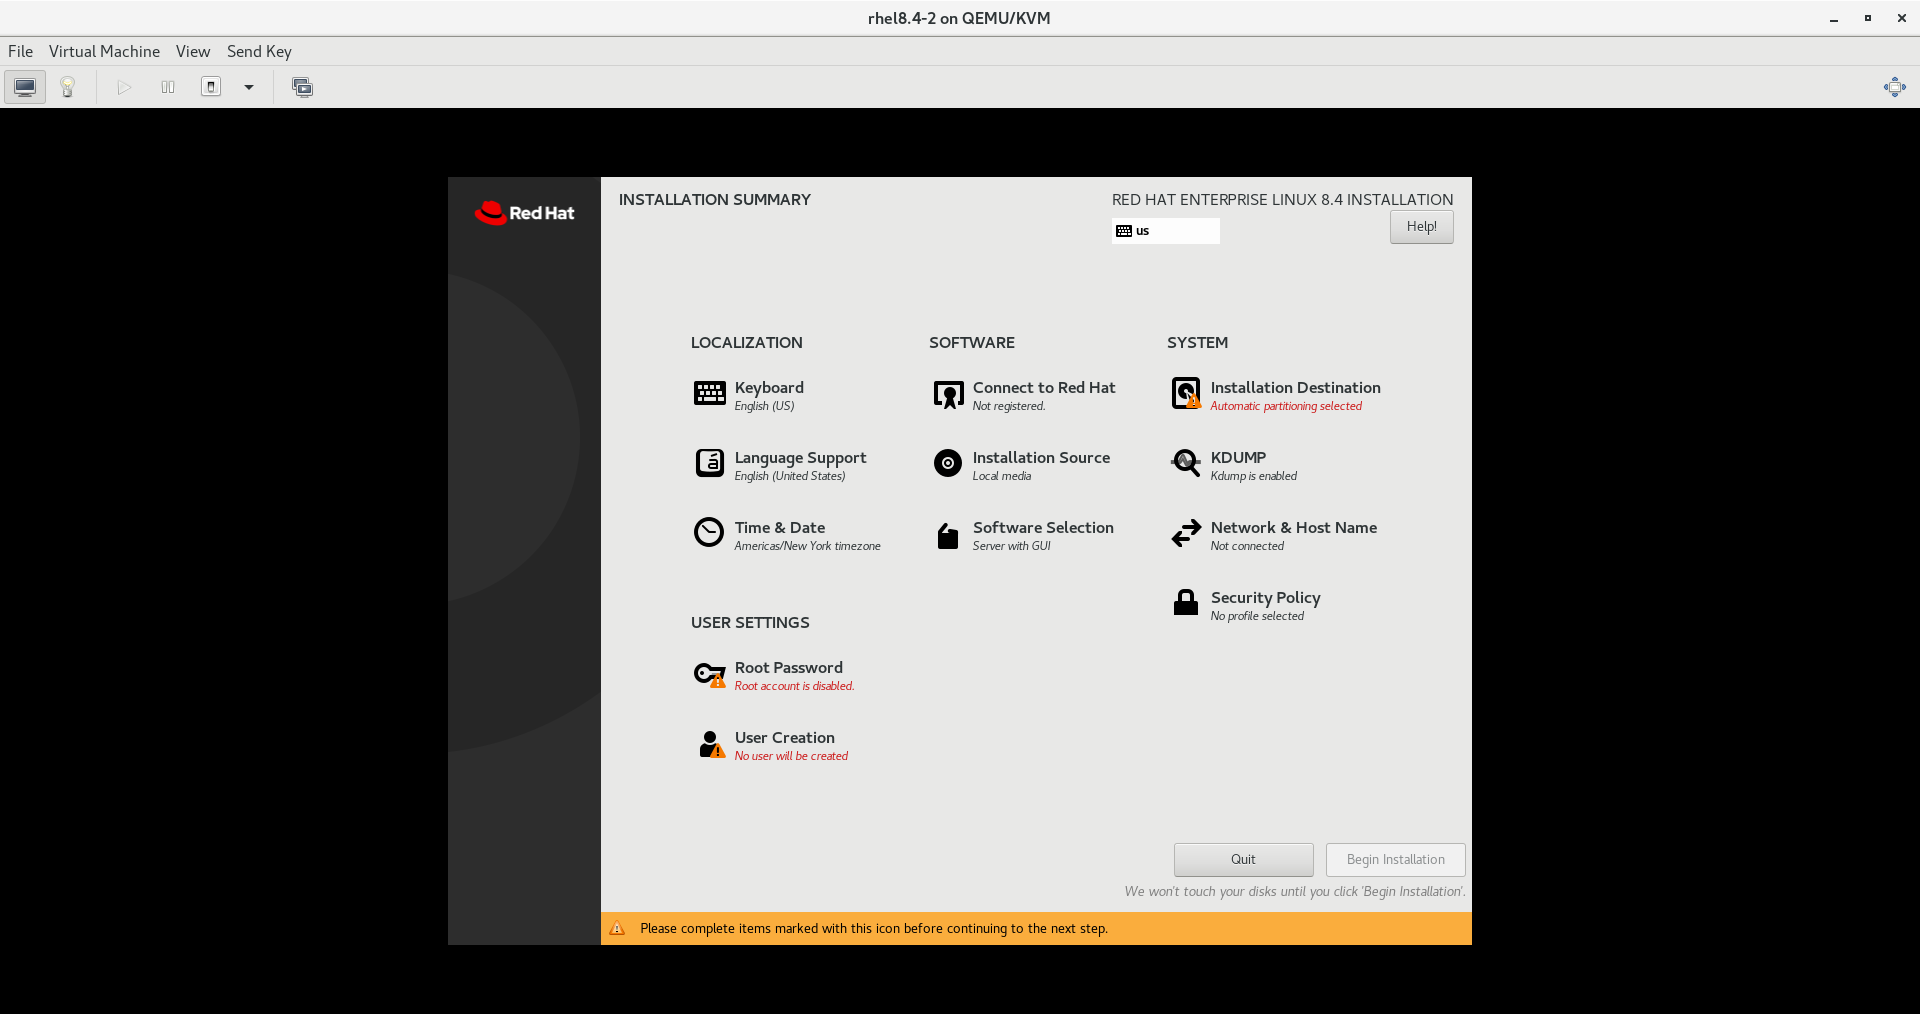 rhel8.4-2 on QEMU/KVM
File Virtual Machine View Send Key
Red Hat
INSTALLATION SUMMARY
RED HAT ENTERPRISE LINUX 8.4 INSTALLATION
us
Help!
LOCALIZATION
Keyboard
English (US)
Language Support
English (United States)
Time & Date
Americas/New York timezone
SOFTWARE
Connect to Red Hat
Not registered.
Installation Source
Local media
Software Selection
Server with GUI
SYSTEM
Installation Destination
Automatic partitioning selected
KDUMP
Kdump is enabled
Network & Host Name
Not connected
Security Policy
No profile selected
USER SETTINGS
Root Password
Root account is disabled.
User Creation
No user will be created
Quit
Begin Installation
We won't touch your disks until you click 'Begin Installation'.
Please complete items marked with this icon before continuing to the next step.